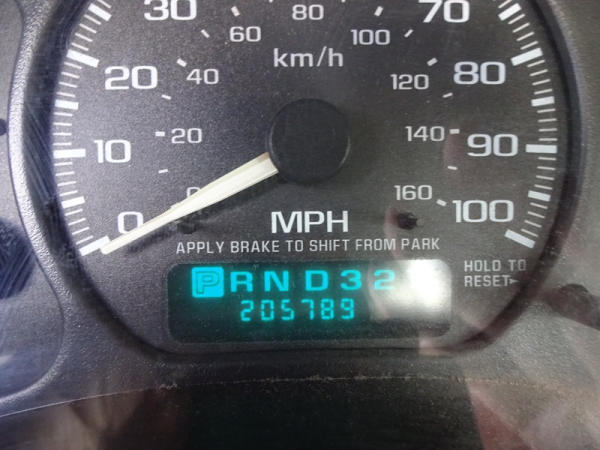 30 80 70
60 km/h 100
20 40 120 80
10 20 140 90
0 0 MPH 160 100
APPLY BRAKE TO SHIFT FROM PARK
HOLD TO
RESET
P R N D 3 2
205789